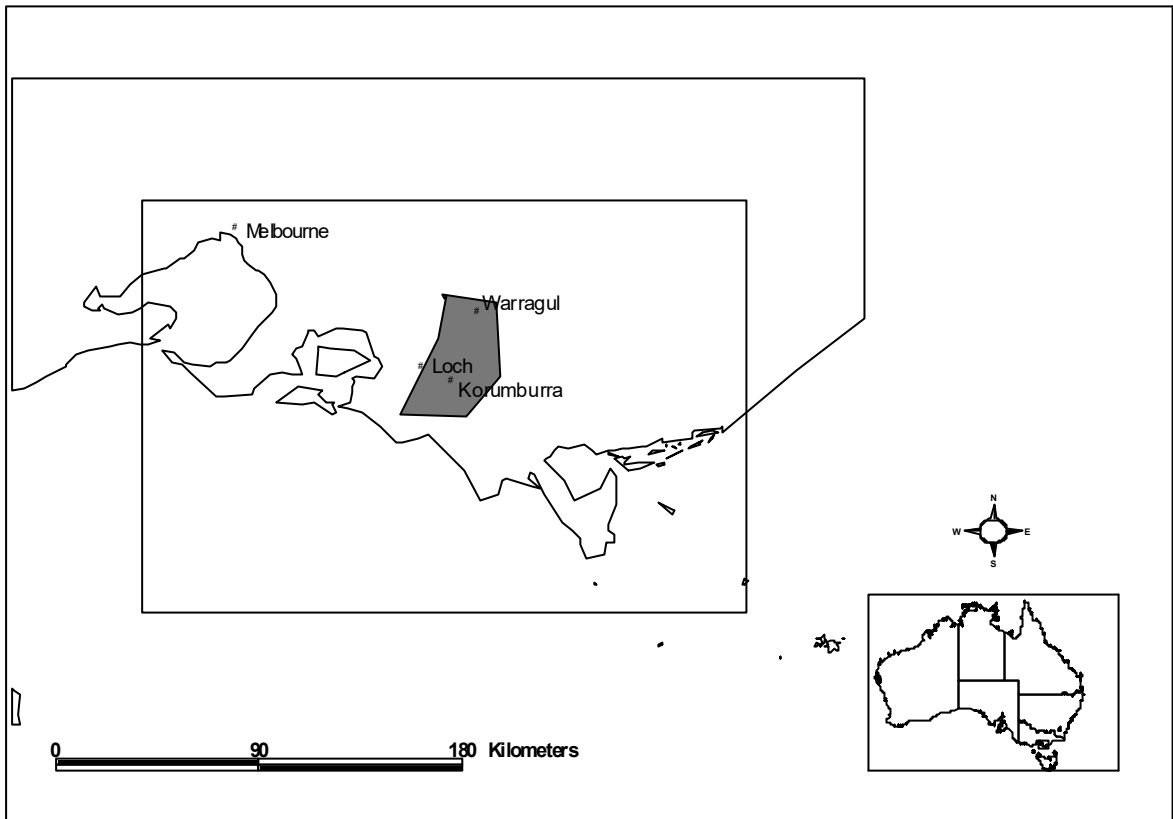 # Melbourne
# Warragul
# Loch
# Korumburra
N
W E
S
0 90 180 Kilometers